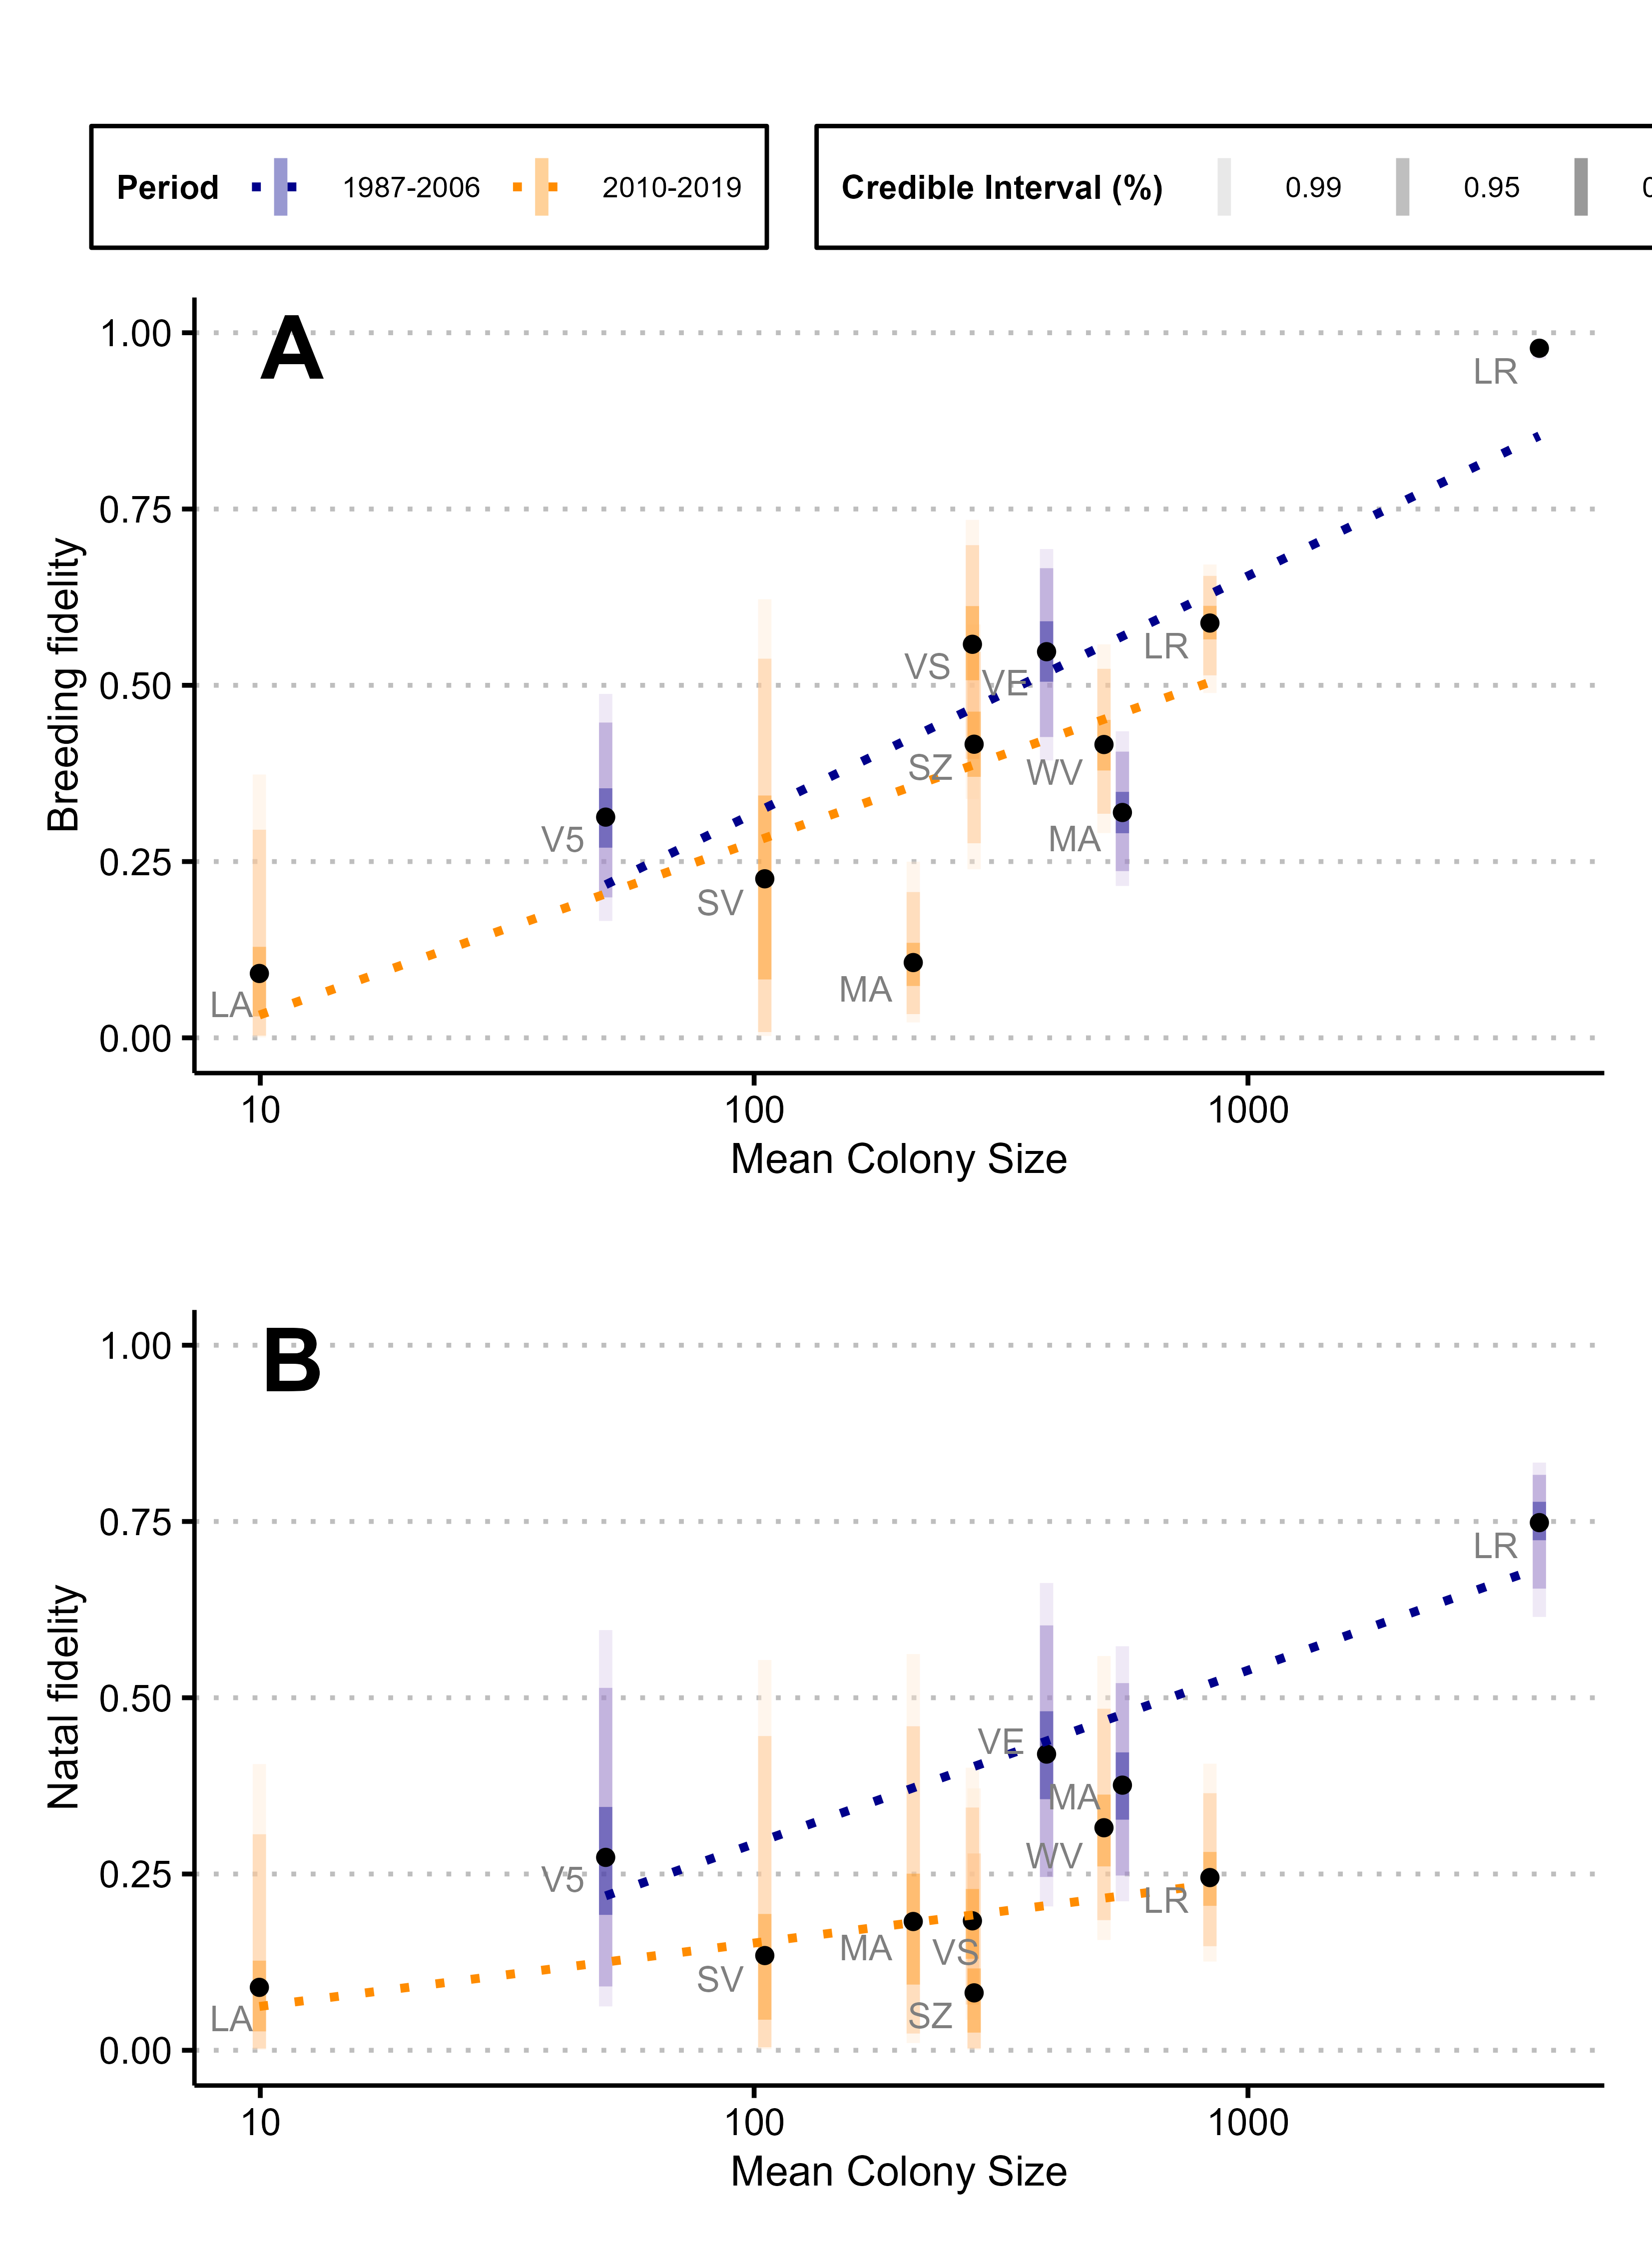 Period 1987-2006 2010-2019 Credible Interval (%) 0.99 0.95
A
1.00
0.75
0.50
0.25
0.00
Breeding fidelity
LR
VS
VE
LR
SZ
WV
V5
MA
SV
MA
LA
10 100 1000
Mean Colony Size
B
1.00
0.75
0.50
0.25
0.00
Natal fidelity
LR
VE
MA
WV
V5
LR
MA
VS
SV
SZ
LA
10 100 1000
Mean Colony Size